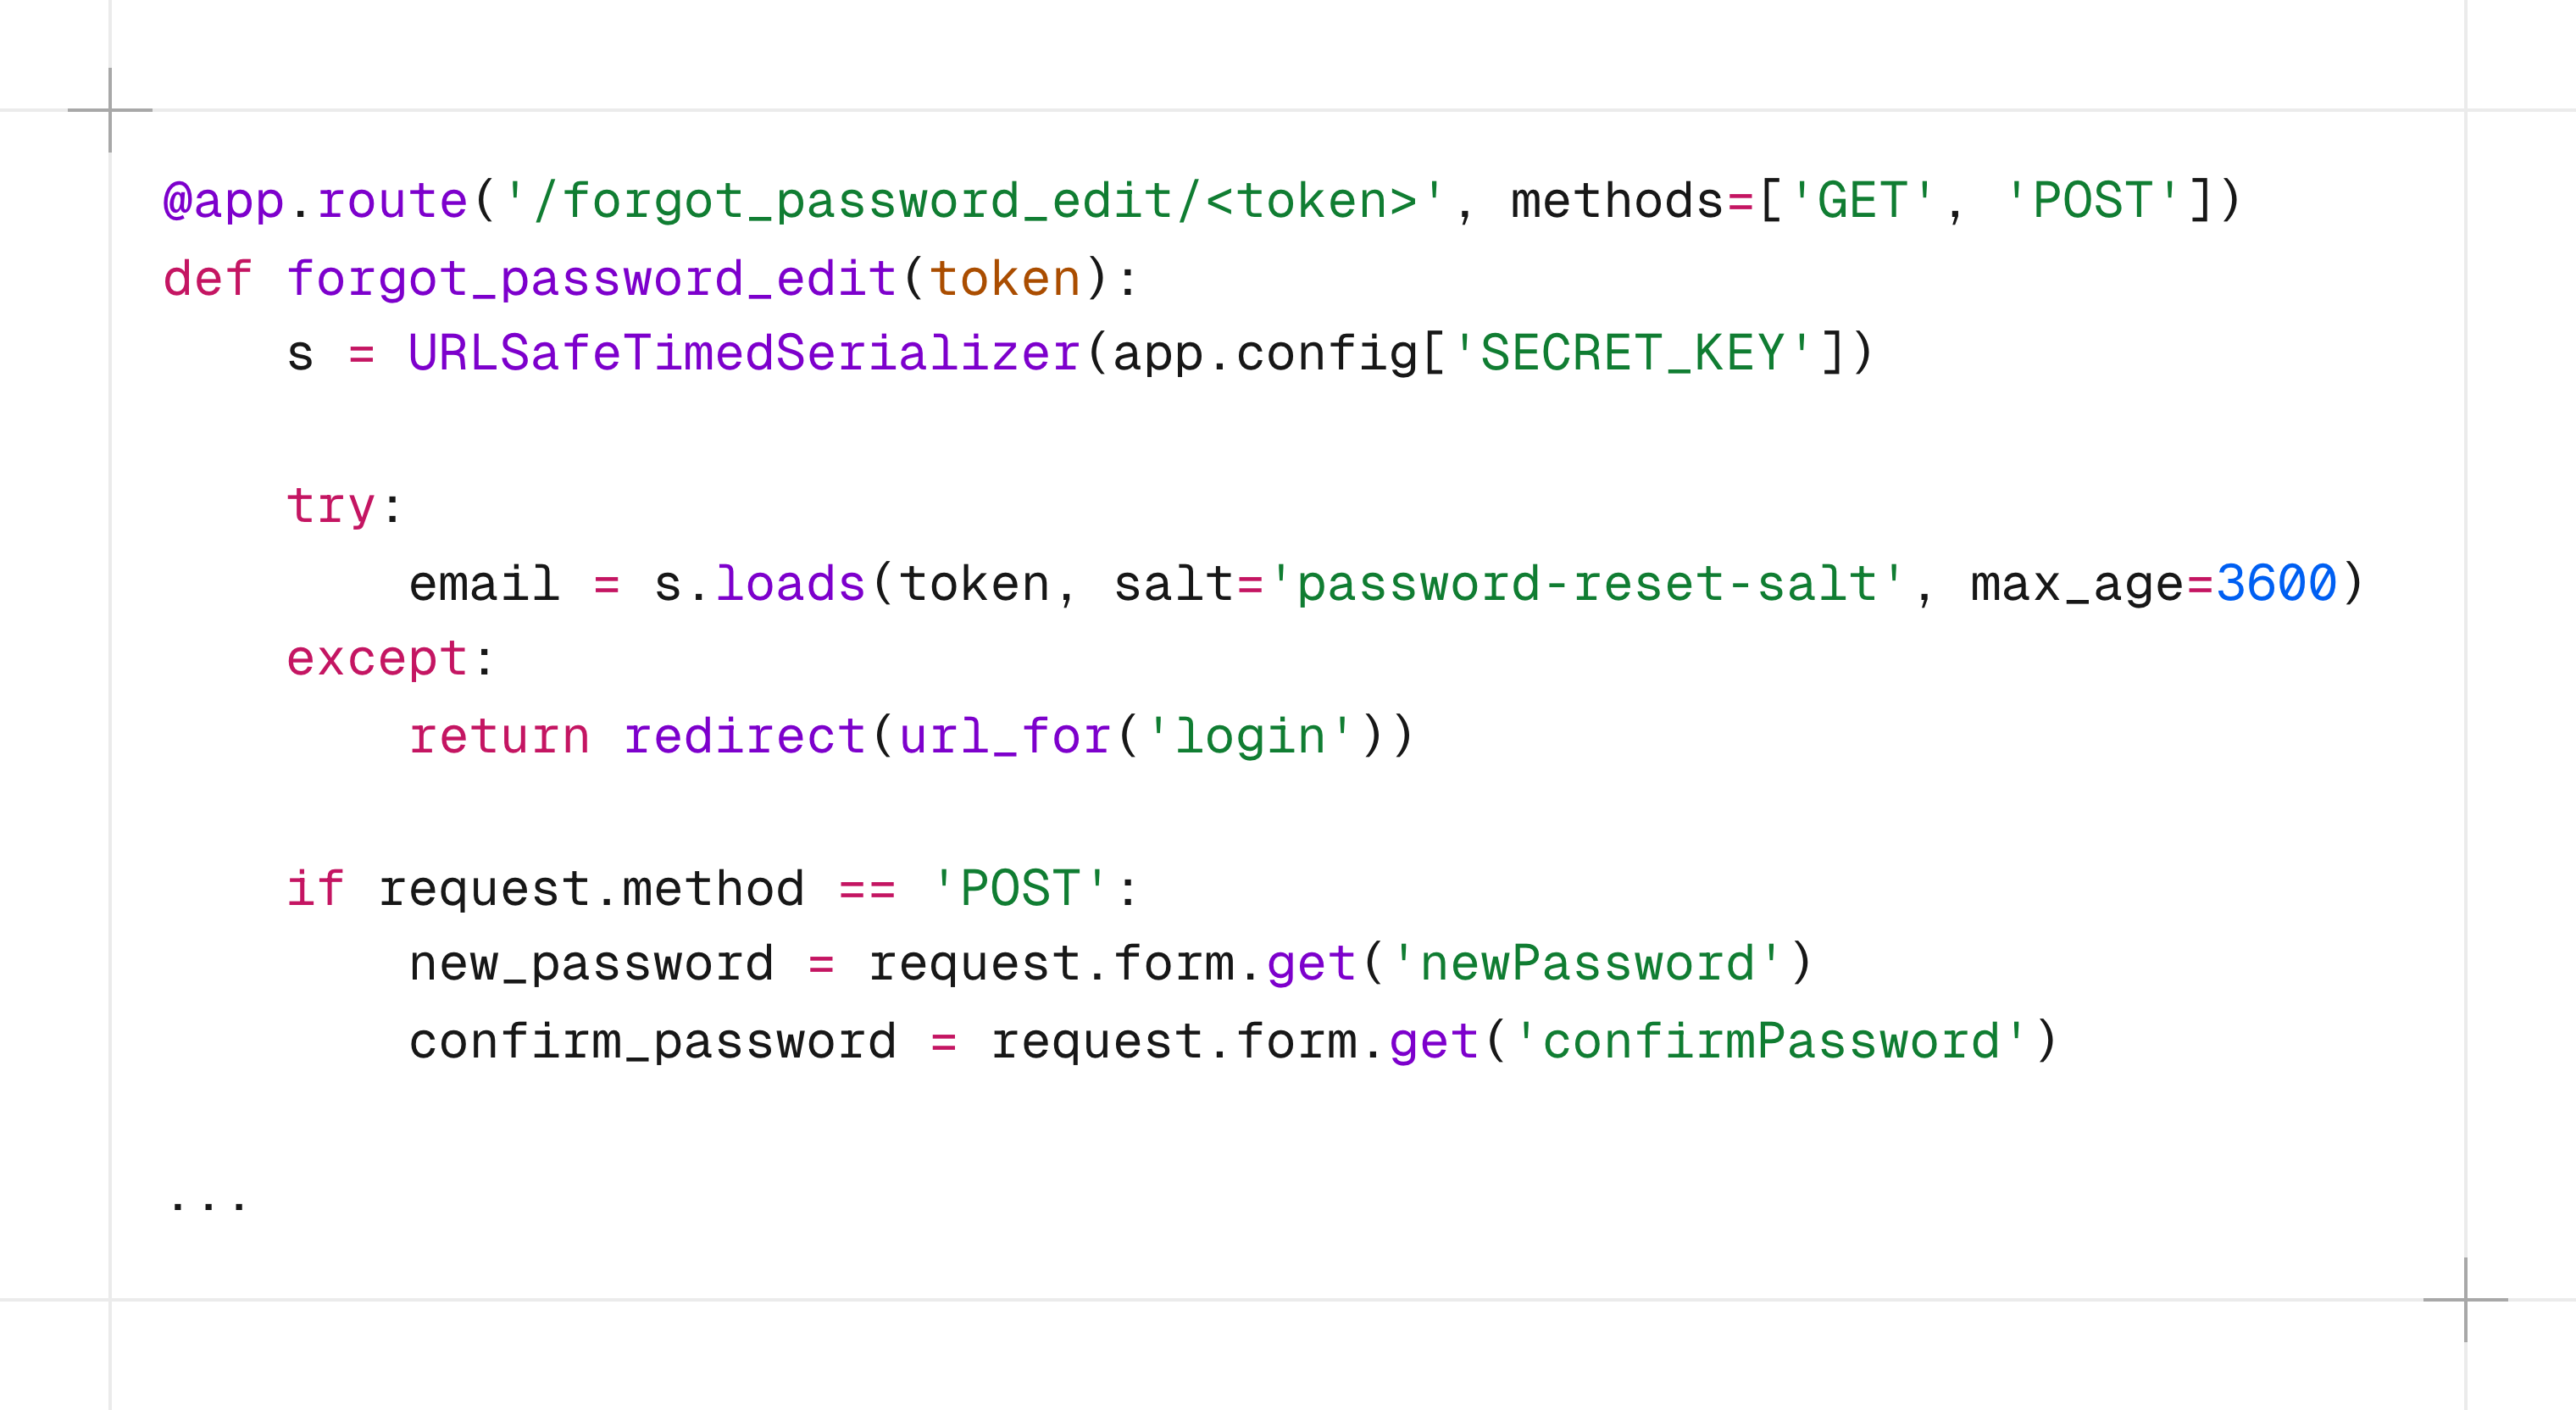 @app.route('/forgot_password_edit/<token>', methods=['GET', 'POST'])
def forgot_password_edit(token):
    s = URLSafeTimedSerializer(app.config['SECRET_KEY'])

    try:
        email = s.loads(token, salt='password-reset-salt', max_age=3600)
    except:
        return redirect(url_for('login'))

    if request.method == 'POST':
        new_password = request.form.get('newPassword')
        confirm_password = request.form.get('confirmPassword')

...